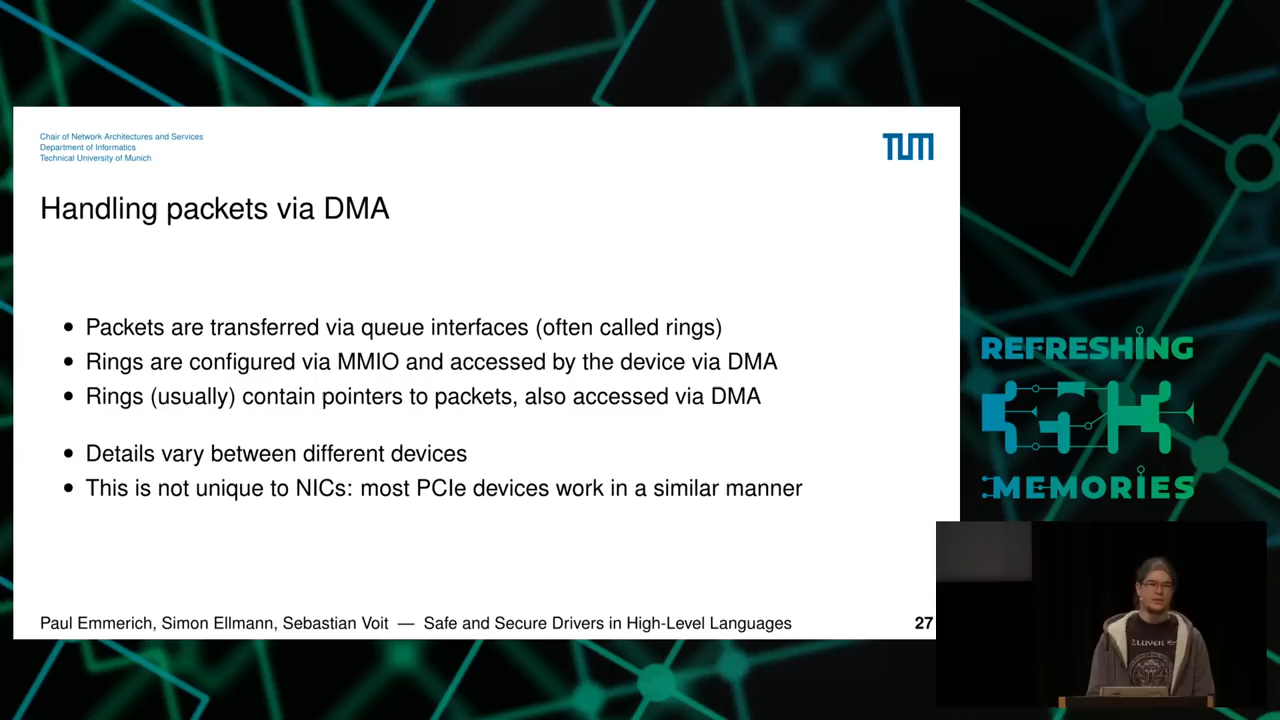 Chair of Network Architectures and Services
Department of Informatics
Technical University of Munich
TUM
Handling packets via DMA
• Packets are transferred via queue interfaces (often called rings)
• Rings are configured via MMIO and accessed by the device via DMA
• Rings (usually) contain pointers to packets, also accessed via DMA
• Details vary between different devices
• This is not unique to NICs: most PCIe devices work in a similar manner
Paul Emmerich, Simon Ellmann, Sebastian Voit — Safe and Secure Drivers in High-Level Languages
27
REFRESHING
MEMORIES